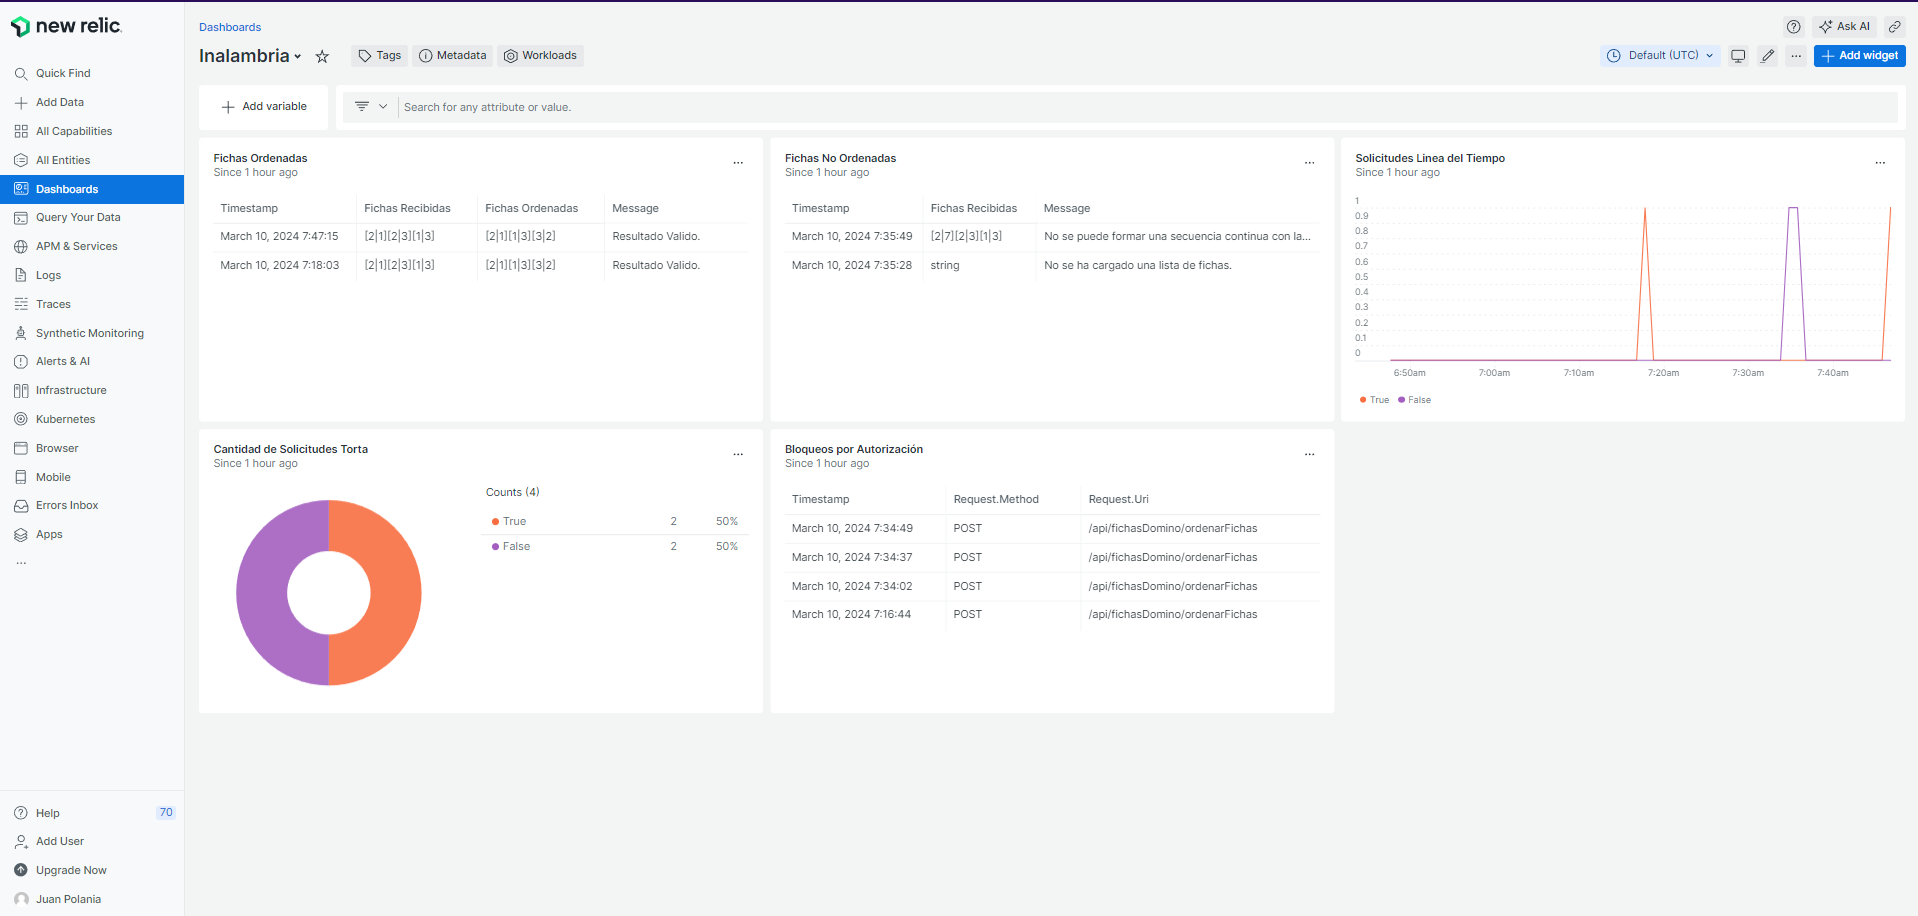 new relic
Quick Find
Add Data
All Capabilities
All Entities
Dashboards
Query Your Data
APM & Services
Logs
Traces
Synthetic Monitoring
Alerts & AI
Infrastructure
Kubernetes
Browser
Mobile
Errors Inbox
Apps
...
Help 70
Add User
Upgrade Now
Juan Polania
Dashboards
Ask AI
Inalambria
Tags Metadata Workloads
Default (UTC)
...
Add widget
Add variable
Search for any attribute or value.
Fichas Ordenadas
...
Since 1 hour ago
Timestamp Fichas Recibidas Fichas Ordenadas Message
March 10, 2024 7:47:15 [2|1][2|3][1|3] [2|1][1|3][3|2] Resultado Valido.
March 10, 2024 7:18:03 [2|1][2|3][1|3] [2|1][1|3][3|2] Resultado Valido.
Fichas No Ordenadas
...
Since 1 hour ago
Timestamp Fichas Recibidas Message
March 10, 2024 7:35:49 [2|7][2|3][1|3] No se puede formar una secuencia continua con la...
March 10, 2024 7:35:28 string No se ha cargado una lista de fichas.
Solicitudes Linea del Tiempo
...
Since 1 hour ago
1
0.9
0.8
0.7
0.6
0.5
0.4
0.3
0.2
0.1
0
6:50am 7:00am 7:10am 7:20am 7:30am 7:40am
True False
Cantidad de Solicitudes Torta
...
Since 1 hour ago
Counts (4)
True 2 50%
False 2 50%
Bloqueos por Autorización
...
Since 1 hour ago
Timestamp Request.Method Request.Uri
March 10, 2024 7:34:49 POST /api/fichasDomino/ordenarFichas
March 10, 2024 7:34:37 POST /api/fichasDomino/ordenarFichas
March 10, 2024 7:34:02 POST /api/fichasDomino/ordenarFichas
March 10, 2024 7:16:44 POST /api/fichasDomino/ordenarFichas